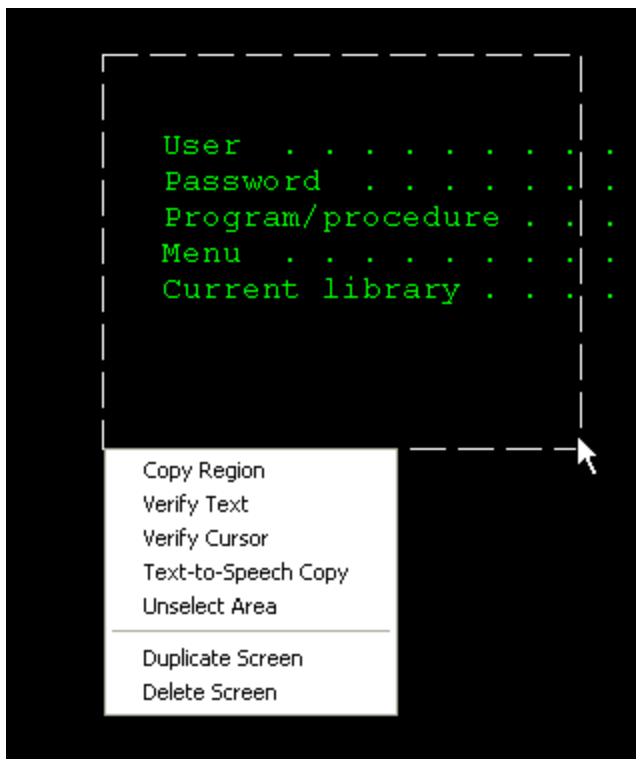 User . . . . . . . . .
Password . . . . . . .
Program/procedure . . .
Menu . . . . . . . . .
Current library . . . .
Copy Region
Verify Text
Verify Cursor
Text-to-Speech Copy
Unselect Area
Duplicate Screen
Delete Screen